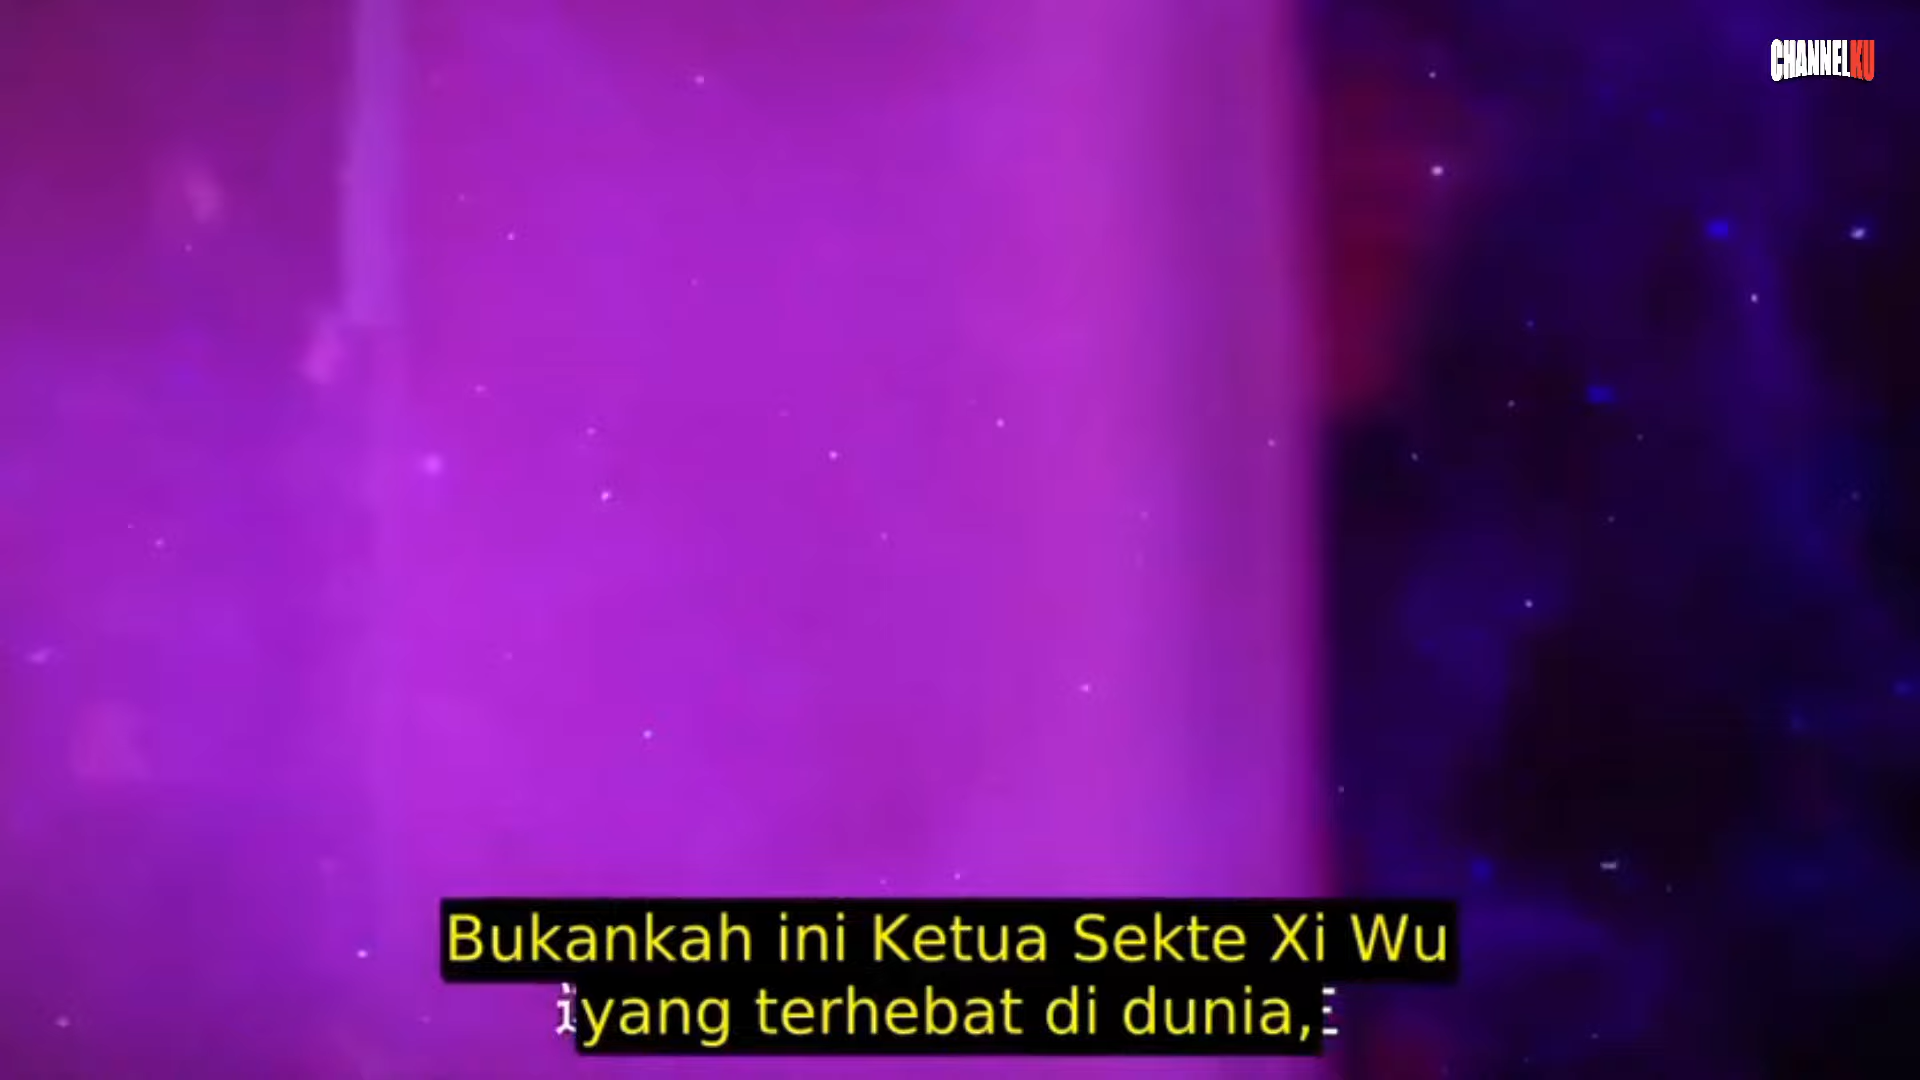 CHANNELKU
Bukankah ini Ketua Sekte Xi Wu
yang terhebat di dunia,